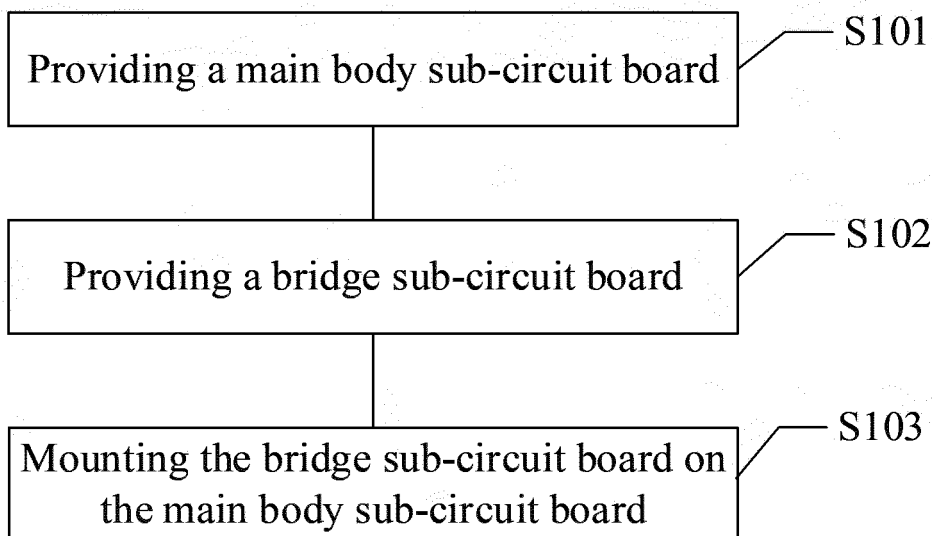 Providing a main body sub-circuit board
S101
Providing a bridge sub-circuit board
S102
Mounting the bridge sub-circuit board on
the main body sub-circuit board
S103